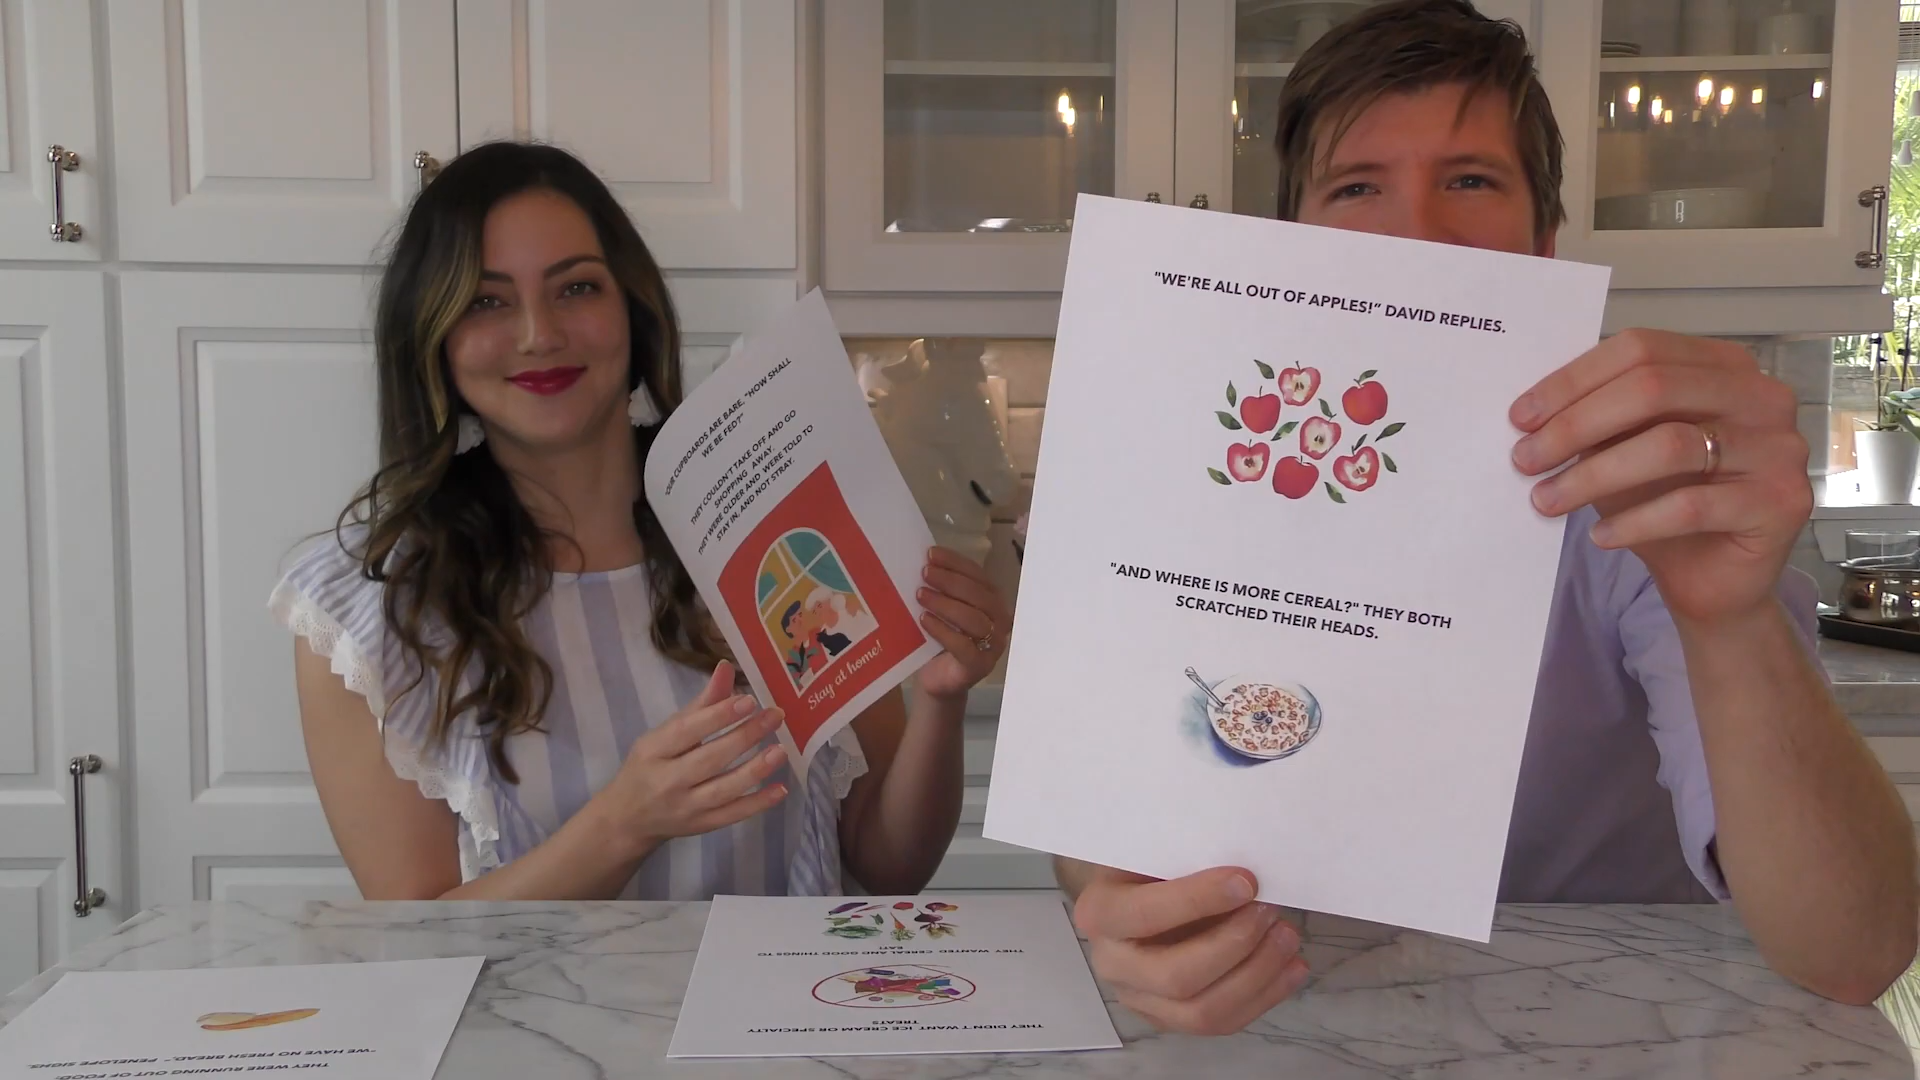 "WE'RE ALL OUT OF APPLES!" DAVID REPLIES.
"AND WHERE IS MORE CEREAL?" THEY BOTH
SCRATCHED THEIR HEADS.
"OUR CUPBOARDS ARE BARE, "HOW SHALL
WE BE FED?"
THEY COULDN'T TAKE OFF AND GO
SHOPPING AWAY.
THEY WERE OLDER AND WERE TOLD TO
STAY IN, AND NOT STRAY.
Stay at home!
THEY DIDN'T WANT ICE CREAM OR SPECIALTY
TREATS
THEY WANTED CEREAL AND GOOD THINGS TO
EAT!
THEY WERE RUNNING OUT OF FOOD.
"WE HAVE NO FRESH BREAD," PENELOPE SIGHS.